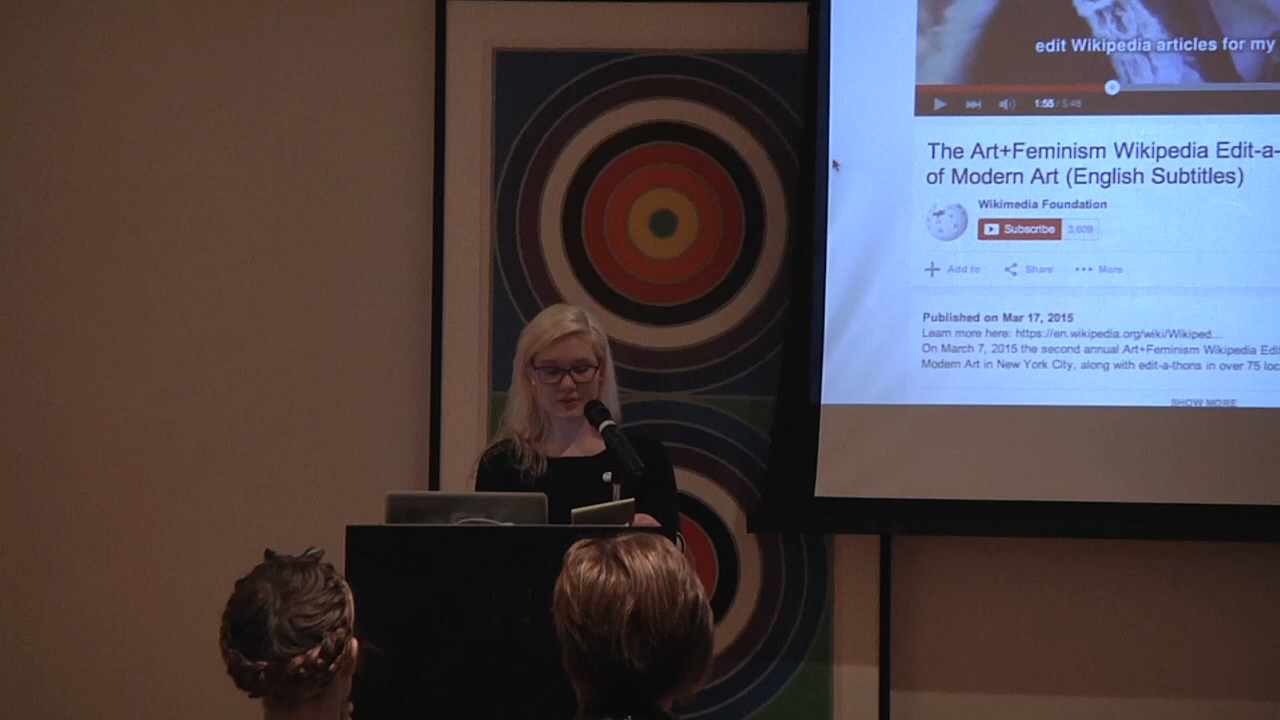 edit Wikipedia articles for my
1:55 / 5:48
The Art+Feminism Wikipedia Edit-a-
of Modern Art (English Subtitles)
Wikimedia Foundation
Subscribe 3,609
Add to Share More
Published on Mar 17, 2015
Learn more here: https://en.wikipedia.org/wiki/Wikiped...
On March 7, 2015 the second annual Art+Feminism Wikipedia Edi
Modern Art in New York City, along with edit-a-thons in over 75 loc
SHOW MORE